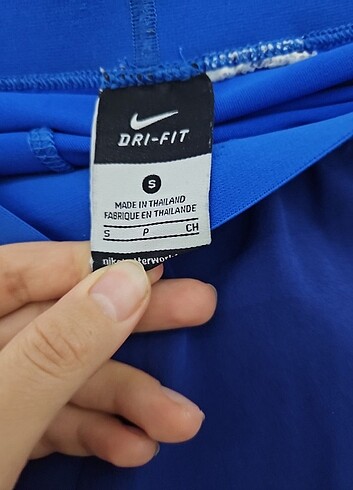 DRI-FIT
S
MADE IN THAILAND
FABRIQUE EN THAILANDE
S P CH